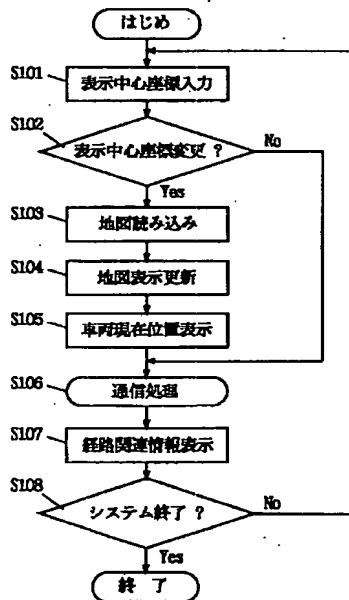 はじめ
S101
表示中心座標入力
S102
表示中心座標変更 ?
No
Yes
S103
地図読み込み
S104
地図表示更新
S105
車両現在位置表示
S106
通信処理
S107
経路関連情報表示
S108
システム終了 ?
No
Yes
終 了